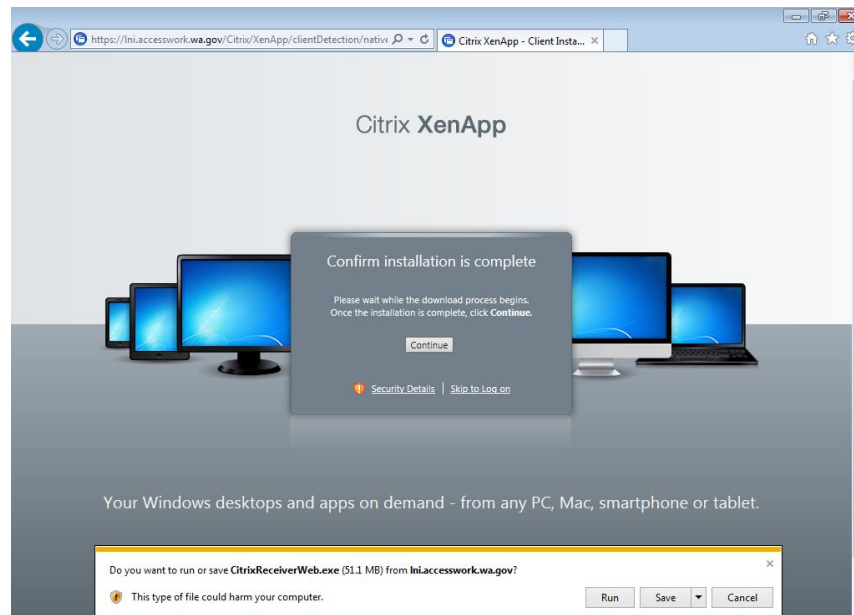 https://lni.accesswork.wa.gov/Citrix/XenApp/clientDetection/native
Citrix XenApp - Client Insta...
Citrix XenApp
Confirm installation is complete
Please wait while the download process begins.
Once the installation is complete, click Continue.
Continue
Security Details | Skip to Log on
Your Windows desktops and apps on demand - from any PC, Mac, smartphone or tablet.
Do you want to run or save CitrixReceiverWeb.exe (51.1 MB) from lni.accesswork.wa.gov?
This type of file could harm your computer.
Run Save Cancel